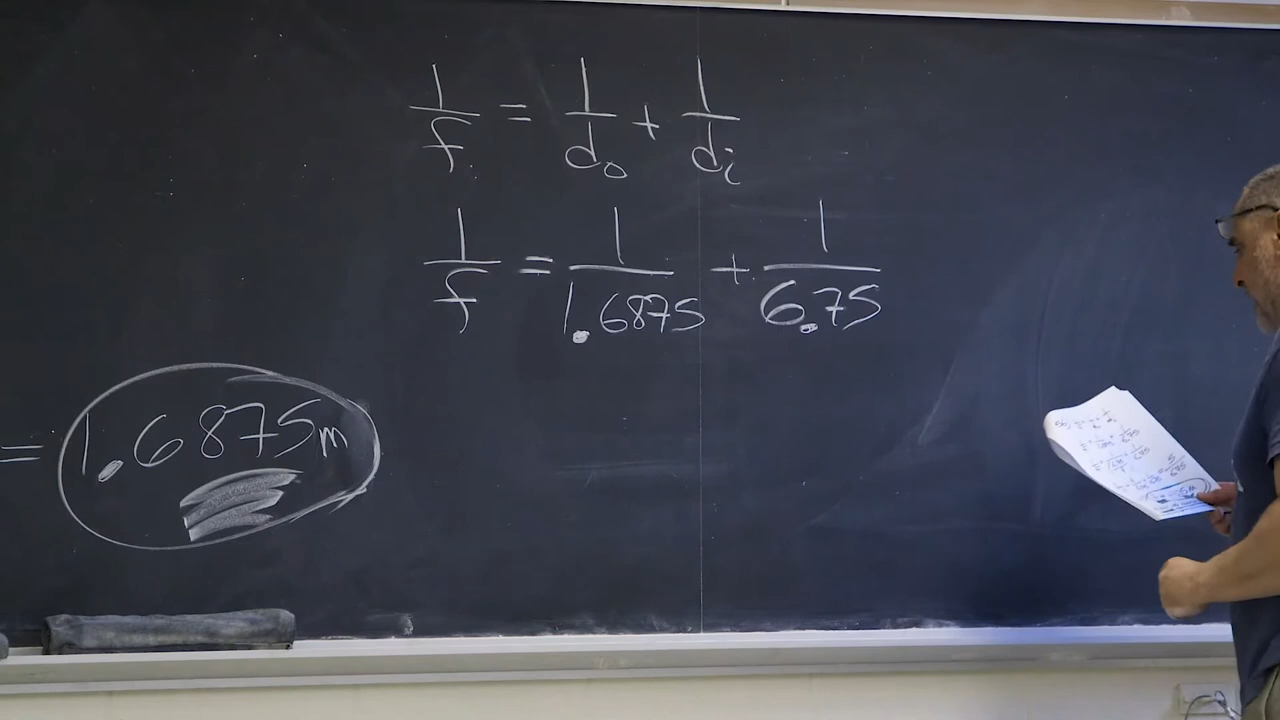 1/f = 1/d₀ + 1/dᵢ
1/f = 1/1.6875 + 1/6.75
= 1.6875m